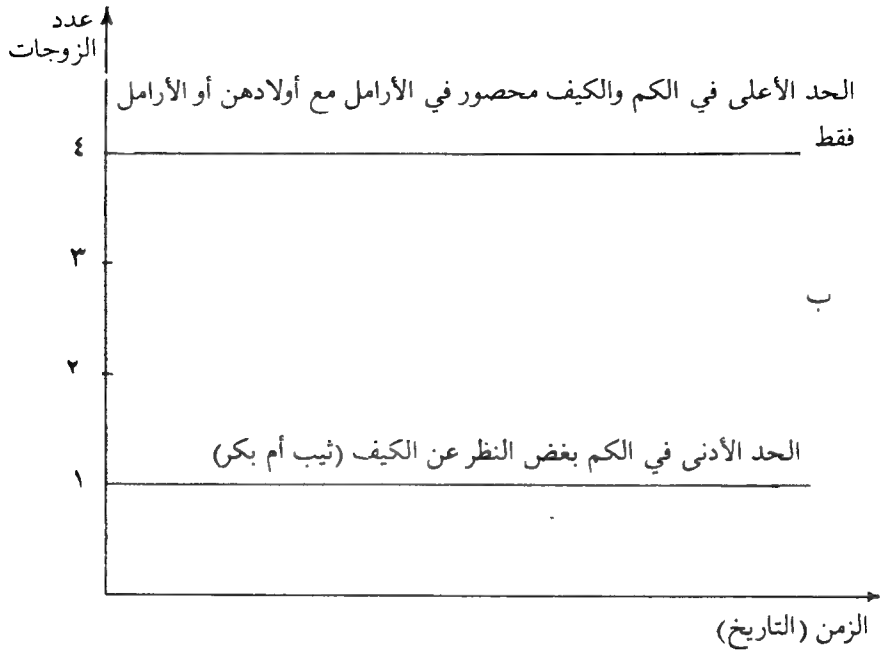 عدد
الزوجات
الحد الأعلى في الكم والكيف محصور في الأرامل مع أولادهن أو الأرامل
فقط
٤
٣
ب
٢
الحد الأدنى في الكم بغض النظر عن الكيف (ثيب أم بكر)
١
الزمن (التاريخ)